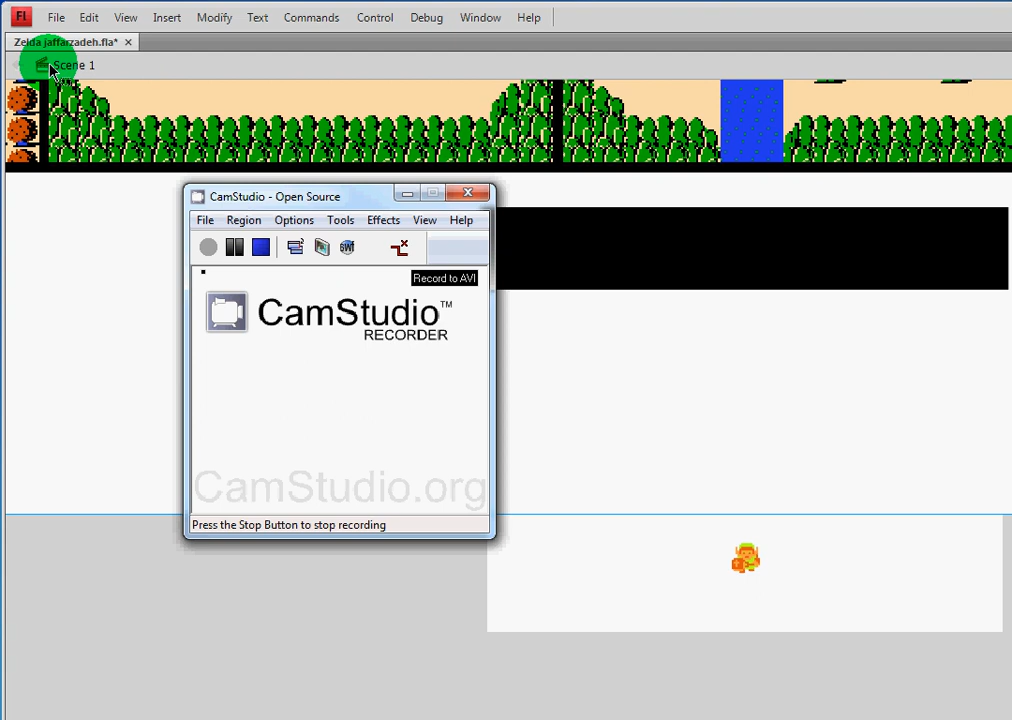 Fl File Edit View Insert Modify Text Commands Control Debug Window Help
Zelda jaffarzadeh.fla*
Scene 1
CamStudio - Open Source
File Region Options Tools Effects View Help
SWF
Record to AVI
CamStudio™
RECORDER
CamStudio.org
Press the Stop Button to stop recording